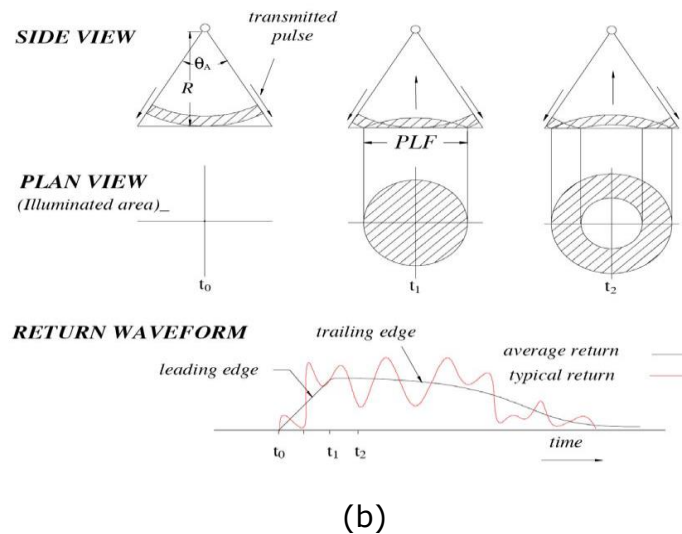 SIDE VIEW
transmitted
pulse
θA
R
PLF
PLAN VIEW
(Illuminated area)_
t0
t1
t2
RETURN WAVEFORM
trailing edge
leading edge
average return
typical return
t0
t1
t2
time
(b)